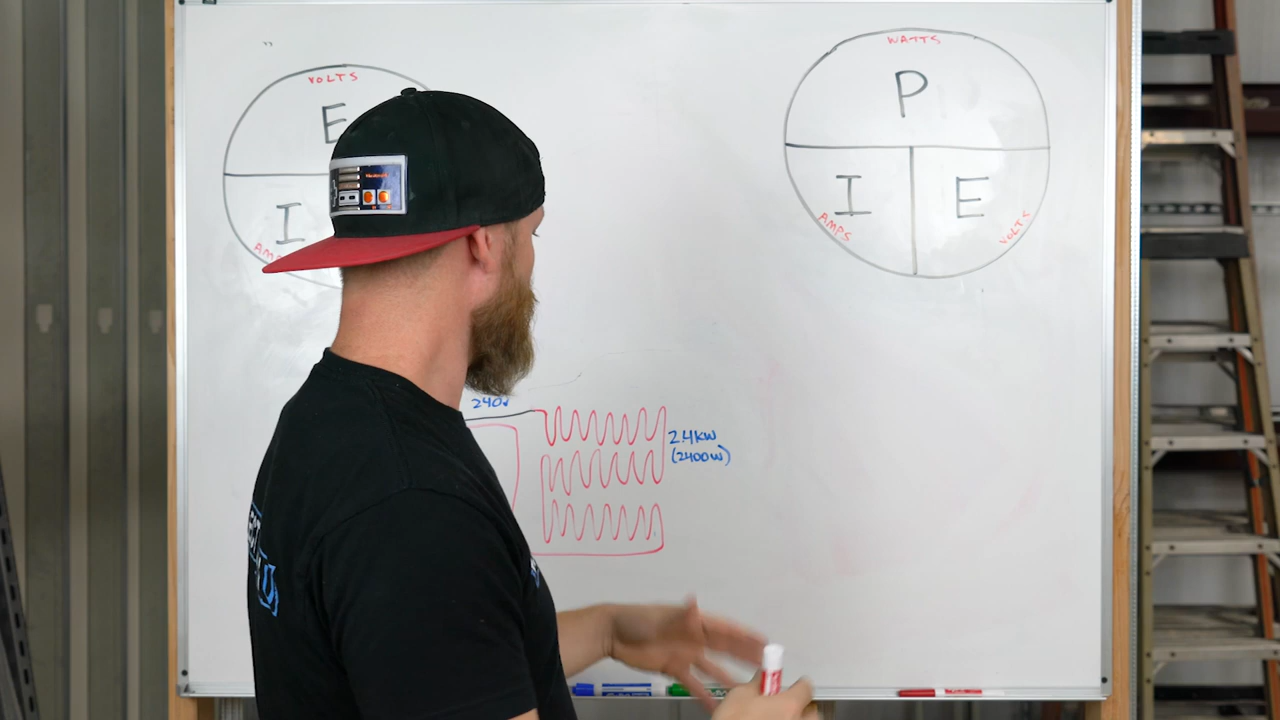 VOLTS
E
I
WATTS
P
I
E
AMPS
VOLTS
240V
2.4KW
(2400W)